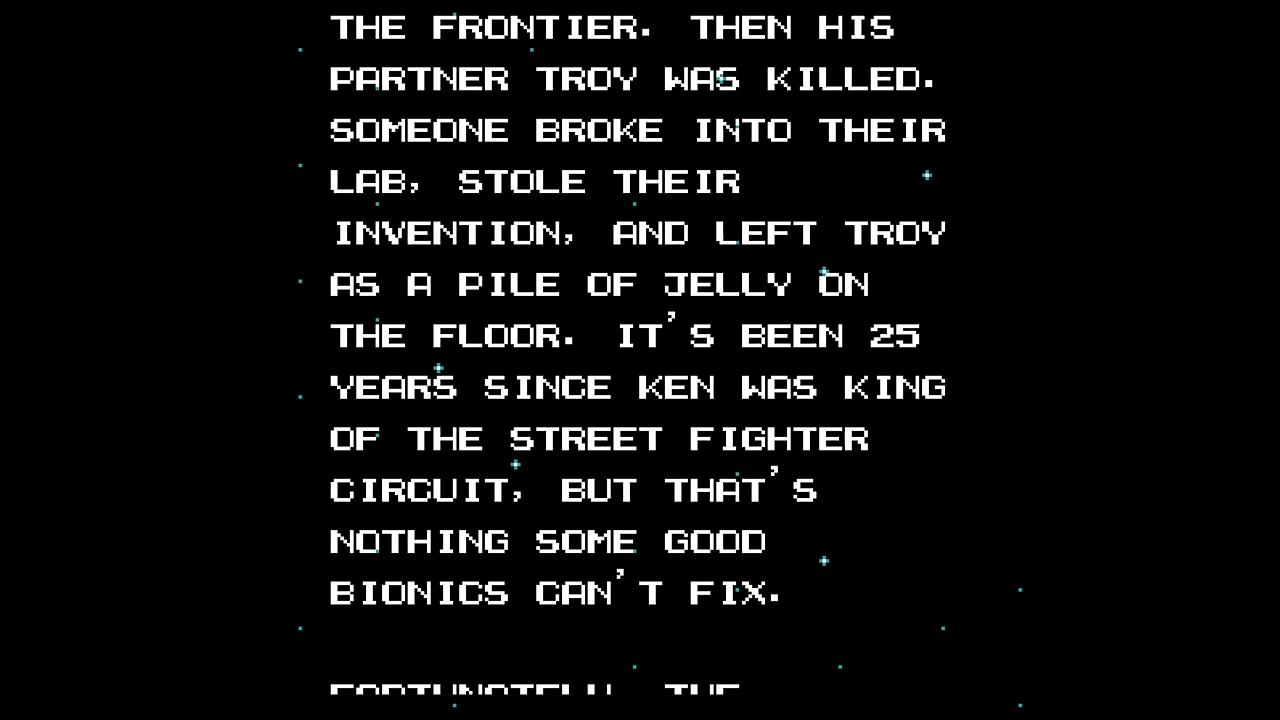 THE FRONTIER. THEN HIS
PARTNER TROY WAS KILLED.
SOMEONE BROKE INTO THEIR
LAB, STOLE THEIR
INVENTION, AND LEFT TROY
AS A PILE OF JELLY ON
THE FLOOR. IT'S BEEN 25
YEARS SINCE KEN WAS KING
OF THE STREET FIGHTER
CIRCUIT, BUT THAT'S
NOTHING SOME GOOD
BIONICS CAN'T FIX.
FORTUNATELY, THE